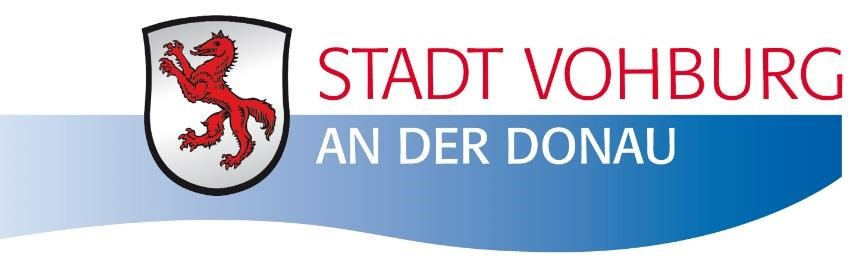 STADT VOHBURG
AN DER DONAU